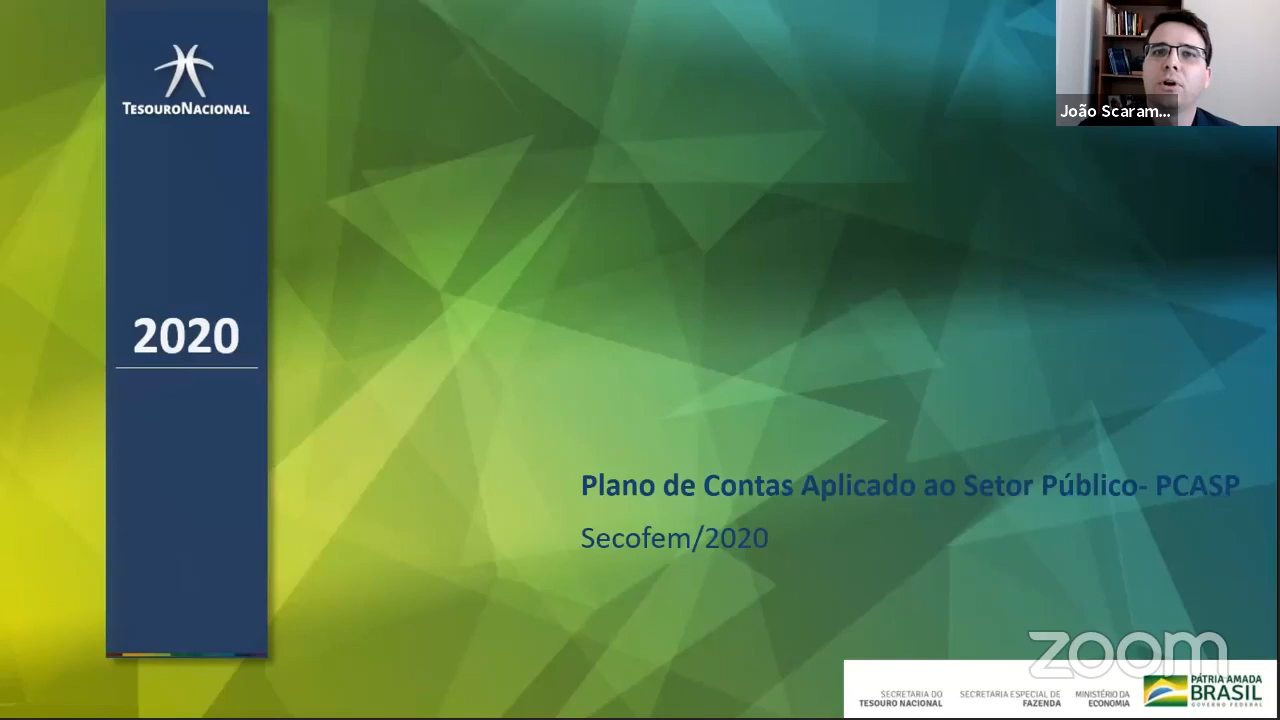 TESOURONACIONAL
João Scaram...
2020
Plano de Contas Aplicado ao Setor Público- PCASP
Secofem/2020
zoom
SECRETARIA DO
TESOURO NACIONAL
SECRETARIA ESPECIAL DE
FAZENDA
MINISTÉRIO DA
ECONOMIA
PÁTRIA AMADA
BRASIL
GOVERNO FEDERAL